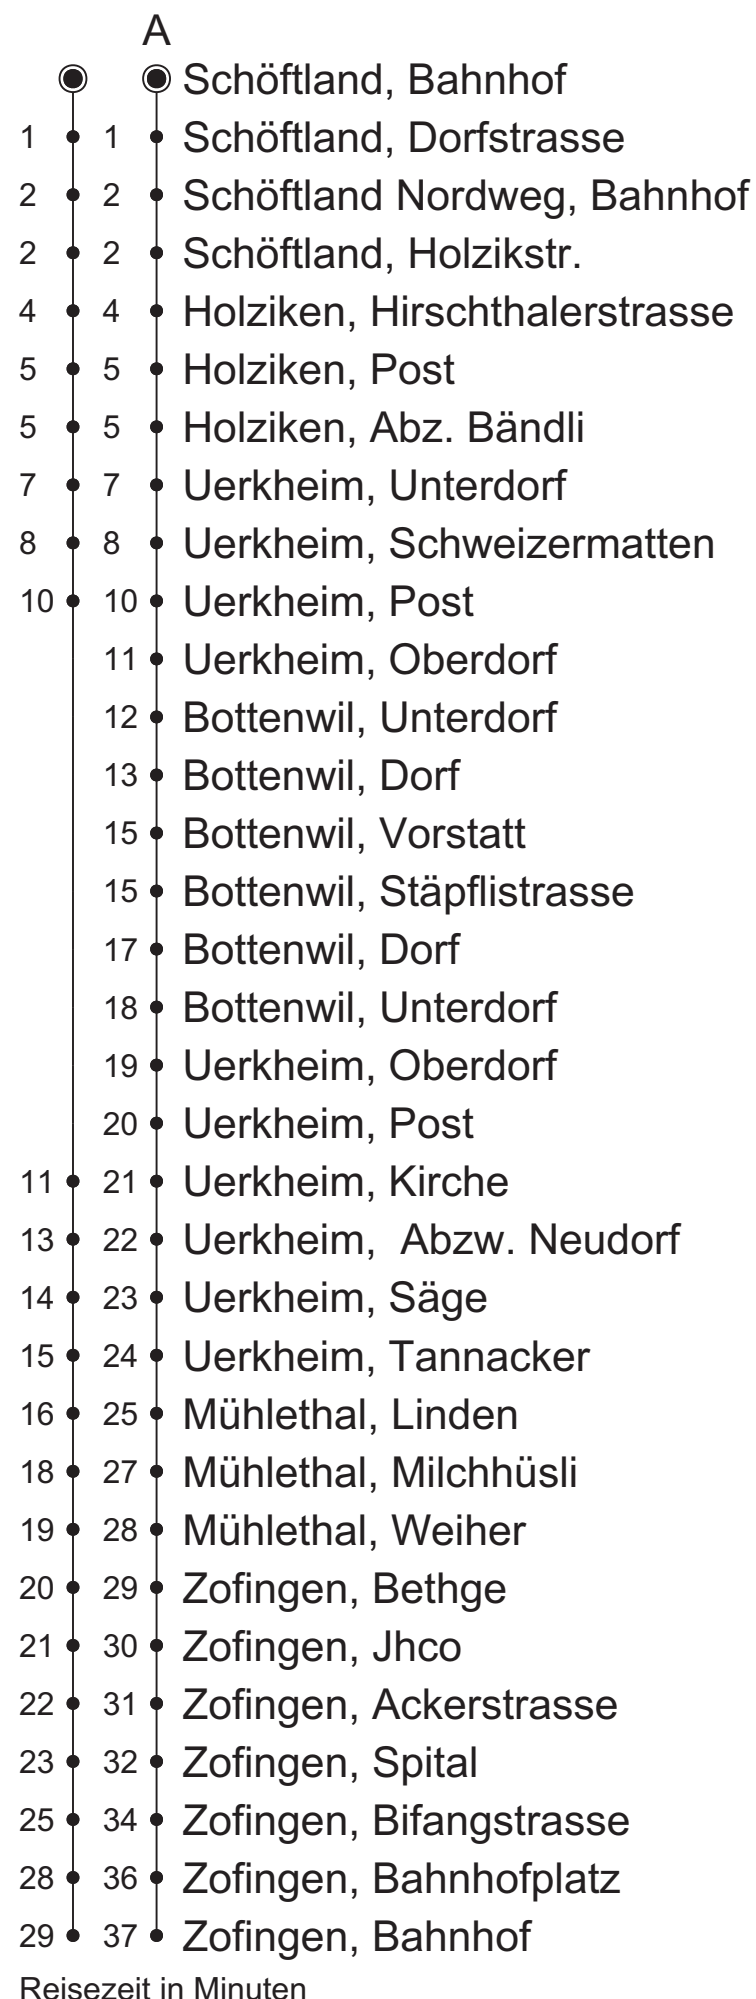 A
Schöftland, Bahnhof
1 1 Schöftland, Dorfstrasse
2 2 Schöftland Nordweg, Bahnhof
2 2 Schöftland, Holzikstr.
4 4 Holziken, Hirschthalerstrasse
5 5 Holziken, Post
5 5 Holziken, Abz. Bändli
7 7 Uerkheim, Unterdorf
8 8 Uerkheim, Schweizermatten
10 10 Uerkheim, Post
11 Uerkheim, Oberdorf
12 Bottenwil, Unterdorf
13 Bottenwil, Dorf
15 Bottenwil, Vorstatt
15 Bottenwil, Stäpflistrasse
17 Bottenwil, Dorf
18 Bottenwil, Unterdorf
19 Uerkheim, Oberdorf
20 Uerkheim, Post
11 21 Uerkheim, Kirche
13 22 Uerkheim, Abzw. Neudorf
14 23 Uerkheim, Säge
15 24 Uerkheim, Tannacker
16 25 Mühlethal, Linden
18 27 Mühlethal, Milchhüsli
19 28 Mühlethal, Weiher
20 29 Zofingen, Bethge
21 30 Zofingen, Jhco
22 31 Zofingen, Ackerstrasse
23 32 Zofingen, Spital
25 34 Zofingen, Bifangstrasse
28 36 Zofingen, Bahnhofplatz
29 37 Zofingen, Bahnhof
Reisezeit in Minuten